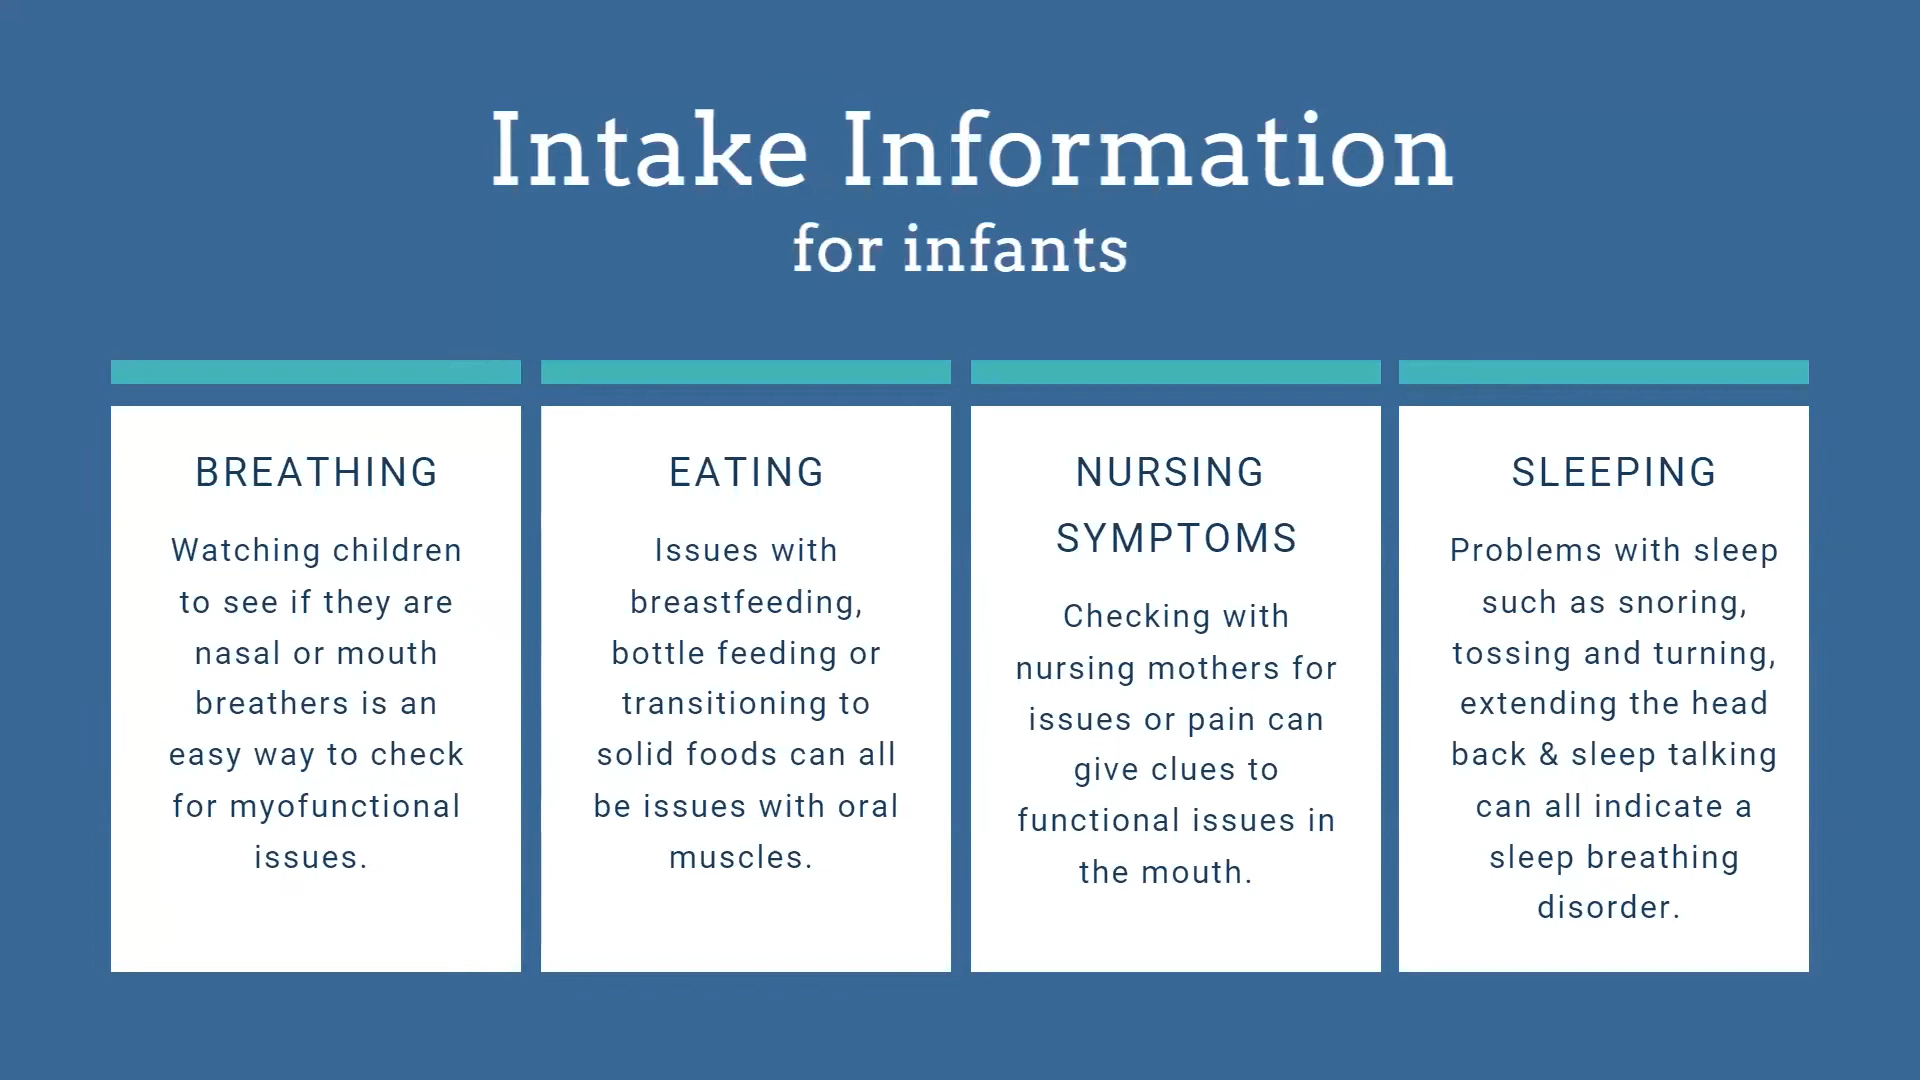 Intake Information
for infants
BREATHING
Watching children
to see if they are
nasal or mouth
breathers is an
easy way to check
for myofunctional
issues.
EATING
Issues with
breastfeeding,
bottle feeding or
transitioning to
solid foods can all
be issues with oral
muscles.
NURSING
SYMPTOMS
Checking with
nursing mothers for
issues or pain can
give clues to
functional issues in
the mouth.
SLEEPING
Problems with sleep
such as snoring,
tossing and turning,
extending the head
back & sleep talking
can all indicate a
sleep breathing
disorder.